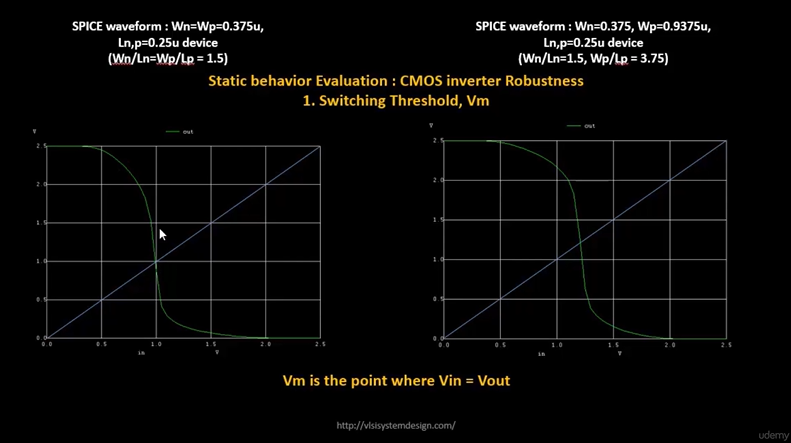 SPICE waveform : Wn=Wp=0.375u,
Ln,p=0.25u device
(Wn/Ln=Wp/Lp = 1.5)
SPICE waveform : Wn=0.375, Wp=0.9375u,
Ln,p=0.25u device
(Wn/Ln=1.5, Wp/Lp = 3.75)
Static behavior Evaluation : CMOS inverter Robustness
1. Switching Threshold, Vm
V
out
2.5
2.0
1.5
1.0
0.5
0.0
0.0 0.5 1.0 1.5 2.0 2.5
in V
V
out
2.5
2.0
1.5
1.0
0.5
0.0
0.0 0.5 1.0 1.5 2.0 2.5
in V
Vm is the point where Vin = Vout
http://vlsisystemdesign.com/
udemy